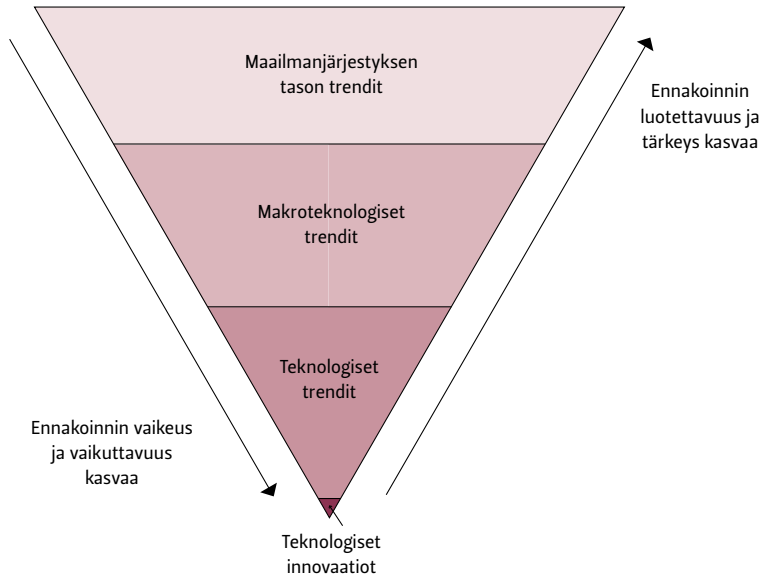 Maailmanjärjestyksen
tason trendit
Ennakoinnin
luotettavuus ja
tärkeys kasvaa
Makroteknologiset
trendit
Teknologiset
trendit
Ennakoinnin vaikeus
ja vaikuttavuus
kasvaa
Teknologiset
innovaatiot